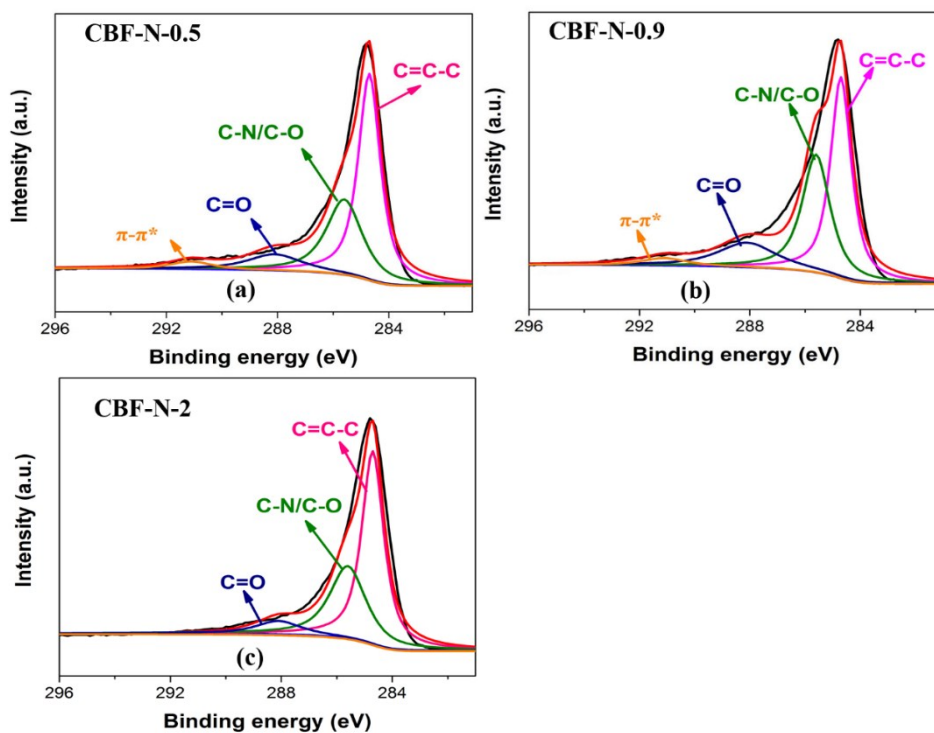 CBF-N-0.5
C=C-C
C-N/C-O
C=O
π-π*
(a)
Intensity (a.u.)
296
292
288
284
Binding energy (eV)
CBF-N-0.9
C=C-C
C-N/C-O
C=O
π-π*
(b)
Intensity (a.u.)
296
292
288
284
Binding energy (eV)
CBF-N-2
C=C-C
C-N/C-O
C=O
(c)
Intensity (a.u.)
296
292
288
284
Binding energy (eV)